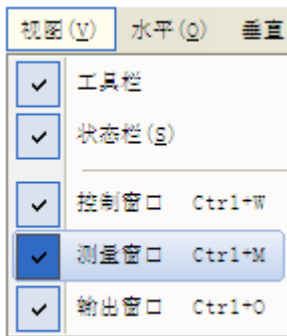 视图(V) 水平(O) 垂直
工具栏
状态栏(S)
控制窗口 Ctrl+W
测量窗口 Ctrl+M
输出窗口 Ctrl+O